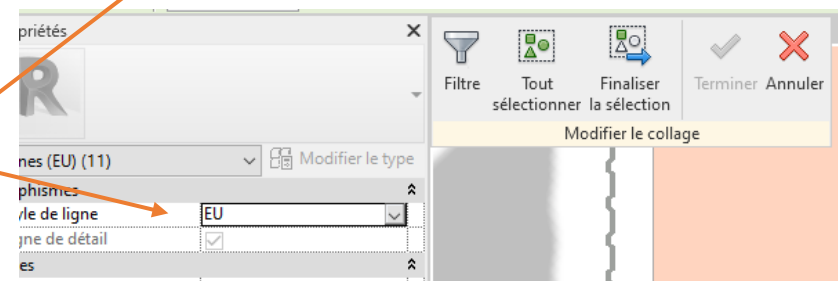 priétés
Filtre
Tout sélectionner
Finaliser la sélection
Terminer
Annuler
Modifier le collage
nes (EU) (11)
Modifier le type
phismes
yle de ligne
EU
gne de détail
es